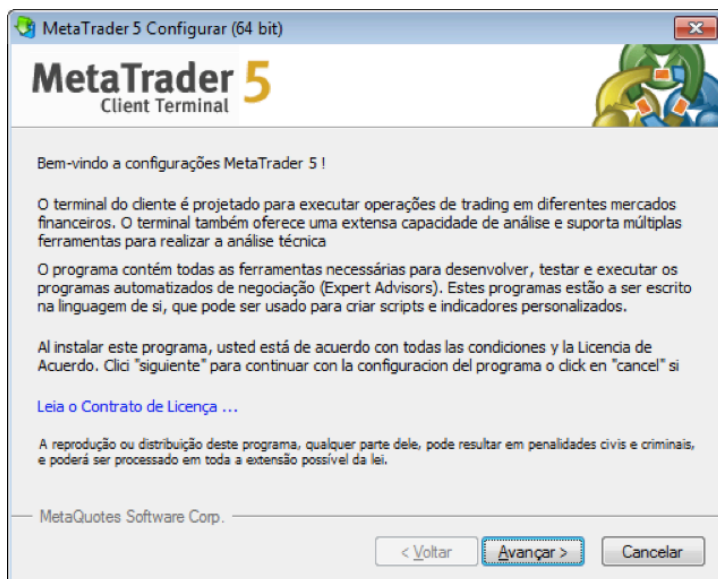 MetaTrader 5 Configurar (64 bit)
MetaTrader 5
Client Terminal
Bem-vindo a configurações MetaTrader 5 !
O terminal do cliente é projetado para executar operações de trading em diferentes mercados
financeiros. O terminal também oferece uma extensa capacidade de análise e suporta múltiplas
ferramentas para realizar a análise técnica
O programa contém todas as ferramentas necessárias para desenvolver, testar e executar os
programas automatizados de negociação (Expert Advisors). Estes programas estão a ser escrito
na linguagem de si, que pode ser usado para criar scripts e indicadores personalizados.
Al instalar este programa, usted está de acuerdo con todas las condiciones y la Licencia de
Acuerdo. Clici "siguiente" para continuar con la configuracion del programa o click en "cancel" si
Leia o Contrato de Licença ...
A reprodução ou distribuição deste programa, qualquer parte dele, pode resultar em penalidades civis e criminais,
e poderá ser processado em toda a extensão possível da lei.
MetaQuotes Software Corp.
< Voltar
Avançar >
Cancelar